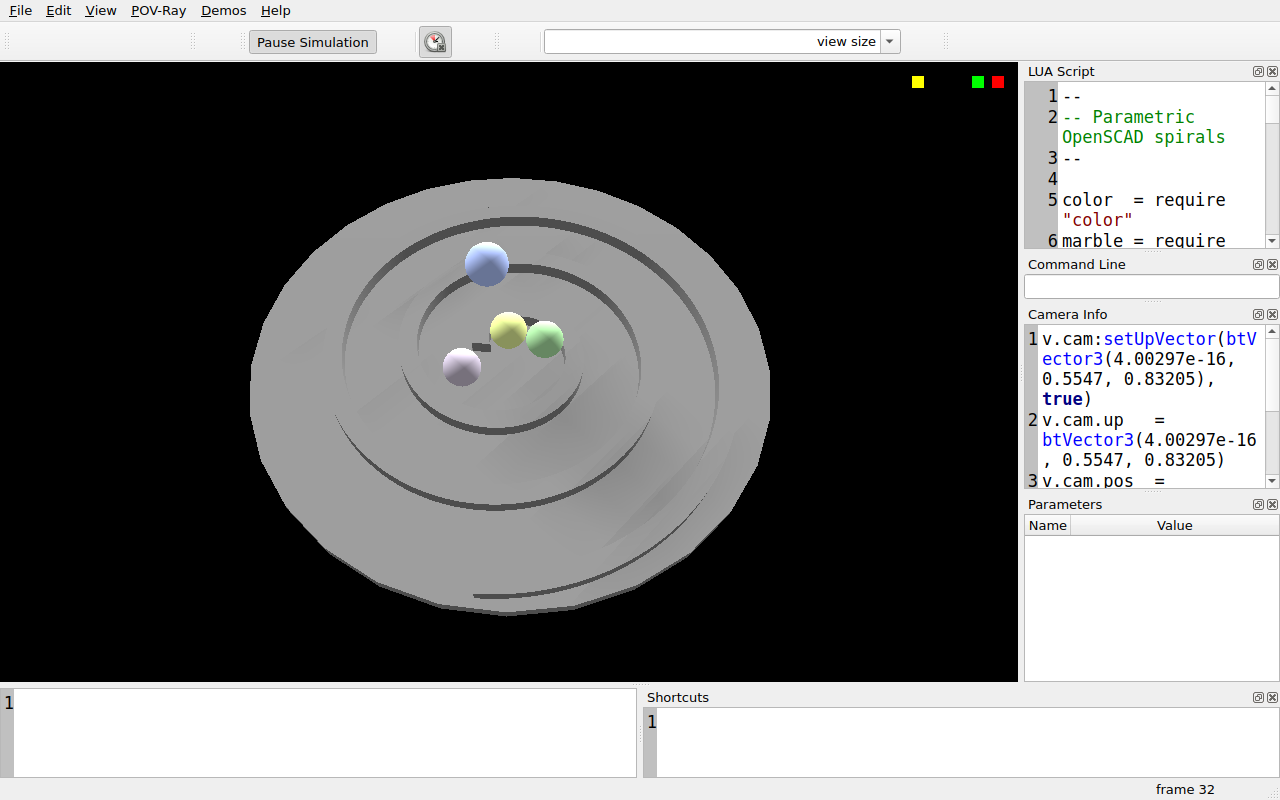 File Edit View POV-Ray Demos Help
Pause Simulation
view size
LUA Script
1 --
2 -- Parametric
OpenSCAD spirals
3 --
4
5 color  = require
"color"
6 marble = require
Command Line
Camera Info
1 v.cam:setUpVector(btV
ector3(4.00297e-16,
0.5547, 0.83205),
true)
2 v.cam.up   =
btVector3(4.00297e-16
, 0.5547, 0.83205)
3 v.cam.pos  =
Parameters
Name Value
1
Shortcuts
1
frame 32